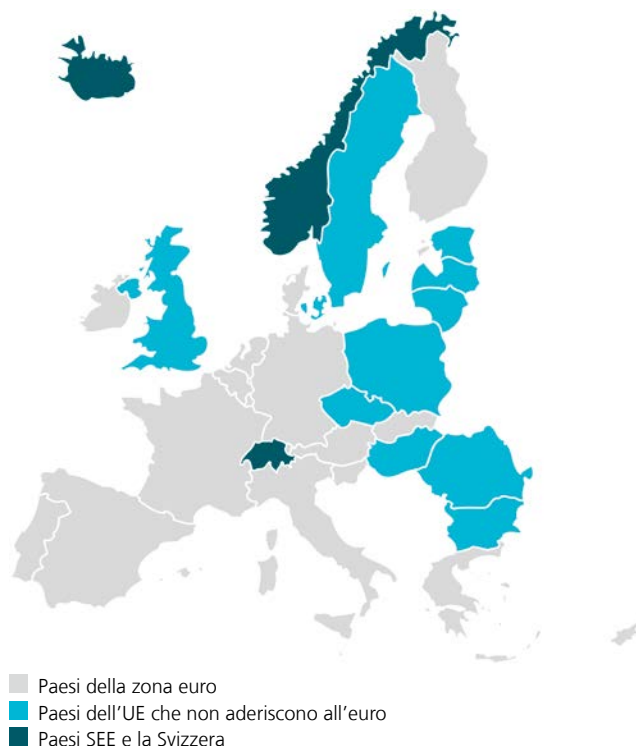 Paesi della zona euro
Paesi dell'UE che non aderiscono all'euro
Paesi SEE e la Svizzera